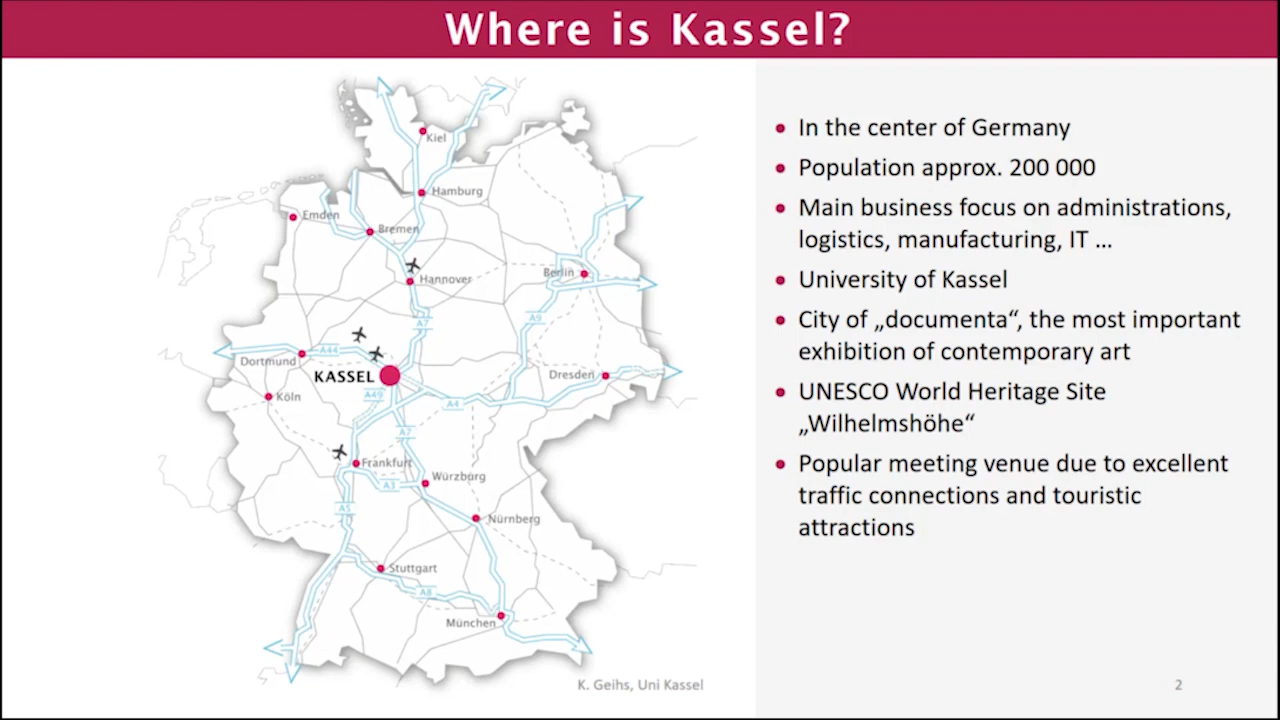 Where is Kassel?
Kiel
Hamburg
Emden
Bremen
Hannover
Berlin
A7
A9
A44
Dortmund
KASSEL
Dresden
A49
Köln
A4
A7
Frankfurt
Würzburg
A3
A5
Nürnberg
Stuttgart
A8
München
K. Geihs, Uni Kassel
• In the center of Germany
• Population approx. 200 000
• Main business focus on administrations,
logistics, manufacturing, IT ...
• University of Kassel
• City of „documenta“, the most important
exhibition of contemporary art
• UNESCO World Heritage Site
„Wilhelmshöhe“
• Popular meeting venue due to excellent
traffic connections and touristic
attractions
2